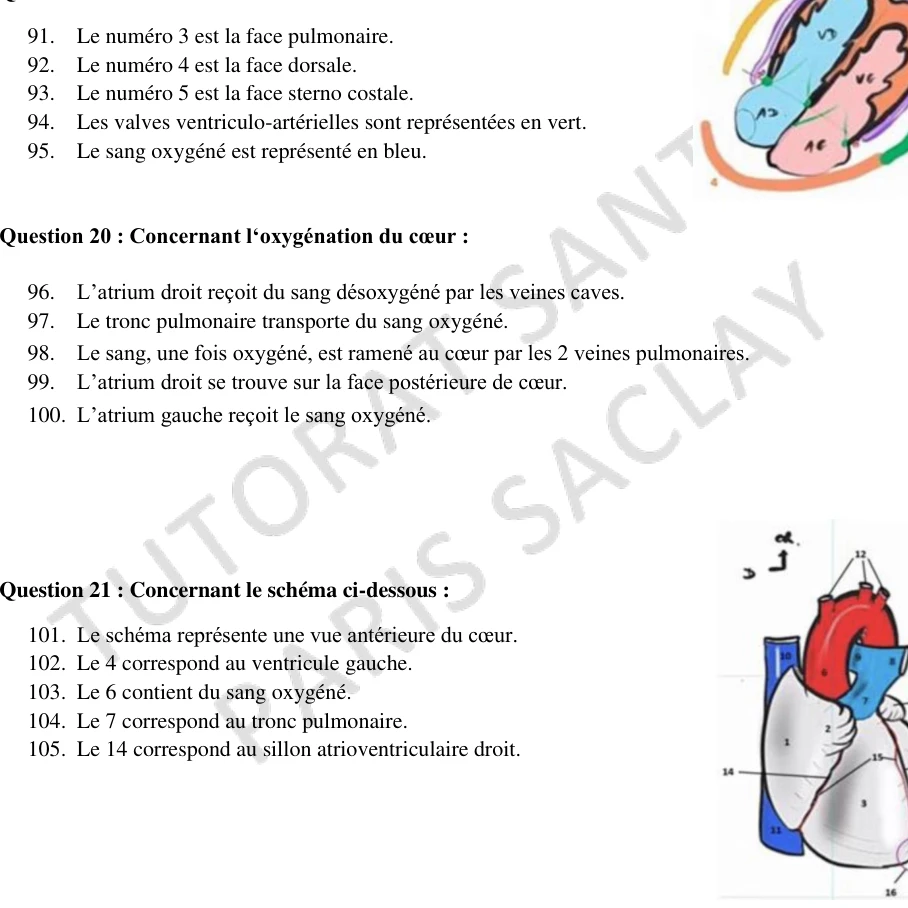 91. Le numéro 3 est la face pulmonaire.
92. Le numéro 4 est la face dorsale.
93. Le numéro 5 est la face sterno costale.
94. Les valves ventriculo-artérielles sont représentées en vert.
95. Le sang oxygéné est représenté en bleu.
VD
VG
AD
AG
4
Question 20 : Concernant l‘oxygénation du cœur :
96. L’atrium droit reçoit du sang désoxygéné par les veines caves.
97. Le tronc pulmonaire transporte du sang oxygéné.
98. Le sang, une fois oxygéné, est ramené au cœur par les 2 veines pulmonaires.
99. L’atrium droit se trouve sur la face postérieure de cœur.
100. L’atrium gauche reçoit le sang oxygéné.
TUTORAT SANT
PARIS SACLAY
Question 21 : Concernant le schéma ci-dessous :
101. Le schéma représente une vue antérieure du cœur.
102. Le 4 correspond au ventricule gauche.
103. Le 6 contient du sang oxygéné.
104. Le 7 correspond au tronc pulmonaire.
105. Le 14 correspond au sillon atrioventriculaire droit.
12
10
9
8
6
7
2
1
15
14
3
11
16